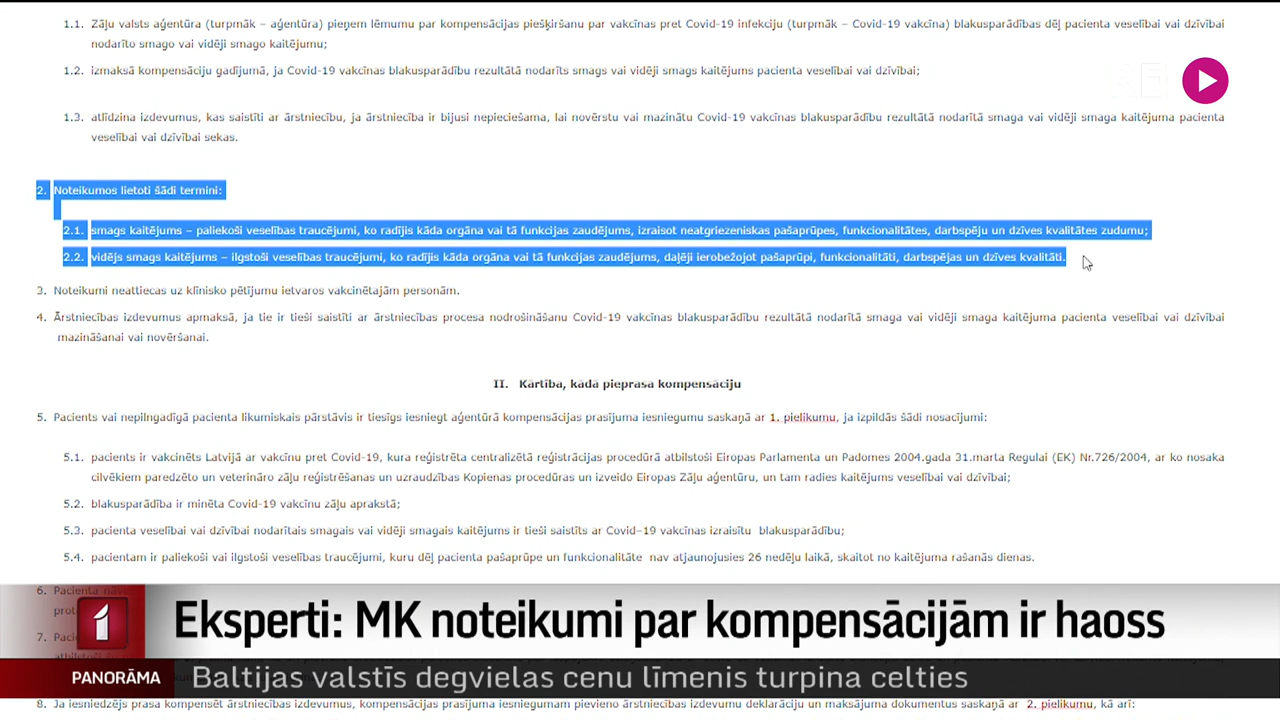 1.1. Zāļu valsts aģentūra (turpmāk – aģentūra) pieņem lēmumu par kompensācijas piešķiršanu par vakcīnas pret Covid-19 infekciju (turpmāk – Covid-19 vakcīna) blakusparādības dēļ pacienta veselībai vai dzīvībai
nodarīto smago vai vidēji smago kaitējumu;
1.2. izmaksā kompensāciju gadījumā, ja Covid-19 vakcīnas blakusparādību rezultātā nodarīts smags vai vidēji smags kaitējums pacienta veselībai vai dzīvībai;
1.3. atlīdzina izdevumus, kas saistīti ar ārstniecību, ja ārstniecība ir bijusi nepieciešama, lai novērstu vai mazinātu Covid-19 vakcīnas blakusparādību rezultātā nodarītā smaga vai vidēji smaga kaitējuma pacienta
veselībai vai dzīvībai sekas.
2. Noteikumos lietoti šādi termini:
2.1. smags kaitējums – paliekoši veselības traucējumi, ko radījis kāda orgāna vai tā funkcijas zaudējums, izraisot neatgriezeniskas pašaprūpes, funkcionalitātes, darbspēju un dzīves kvalitātes zudumu;
2.2. vidējs smags kaitējums – ilgstoši veselības traucējumi, ko radījis kāda orgāna vai tā funkcijas zaudējums, daļēji ierobežojot pašaprūpi, funkcionalitāti, darbspējas un dzīves kvalitāti.
3. Noteikumi neattiecas uz klīnisko pētījumu ietvaros vakcinētajām personām.
4. Ārstniecības izdevumus apmaksā, ja tie ir tieši saistīti ar ārstniecības procesa nodrošināšanu Covid-19 vakcīnas blakusparādību rezultātā nodarītā smaga vai vidēji smaga kaitējuma pacienta veselībai vai dzīvībai
mazināšanai vai novēršanai.
II. Kārtība, kādā pieprasa kompensāciju
5. Pacients vai nepilngadīgā pacienta likumiskais pārstāvis ir tiesīgs iesniegt aģentūrā kompensācijas prasījuma iesniegumu saskaņā ar 1. pielikumu, ja izpildās šādi nosacījumi:
5.1. pacients ir vakcinēts Latvijā ar vakcīnu pret Covid-19, kura reģistrēta centralizētā reģistrācijas procedūrā atbilstoši Eiropas Parlamenta un Padomes 2004.gada 31.marta Regulai (EK) Nr.726/2004, ar ko nosaka
cilvēkiem paredzēto un veterināro zāļu reģistrēšanas un uzraudzības Kopienas procedūras un izveido Eiropas Zāļu aģentūru, un tam radies kaitējums veselībai vai dzīvībai;
5.2. blakusparādība ir minēta Covid-19 vakcīnu zāļu aprakstā;
5.3. pacienta veselībai vai dzīvībai nodarītais smagais vai vidēji smagais kaitējums ir tieši saistīts ar Covid–19 vakcīnas izraisītu blakusparādību;
5.4. pacientam ir paliekoši vai ilgstoši veselības traucējumi, kuru dēļ pacienta pašaprūpe un funkcionalitāte nav atjaunojusies 26 nedēļu laikā, skaitot no kaitējuma rašanās dienas.
6. Pacienta
7.
1 Eksperti: MK noteikumi par kompensācijām ir haoss
PANORĀMA Baltijas valstīs degvielas cenu līmenis turpina celties
8. Ja iesniedzējs prasa kompensēt ārstniecības izdevumus, kompensācijas prasījuma iesniegumam pievieno ārstniecības izdevumu deklarāciju un maksājuma dokumentus saskaņā ar 2. pielikumu, kā arī: